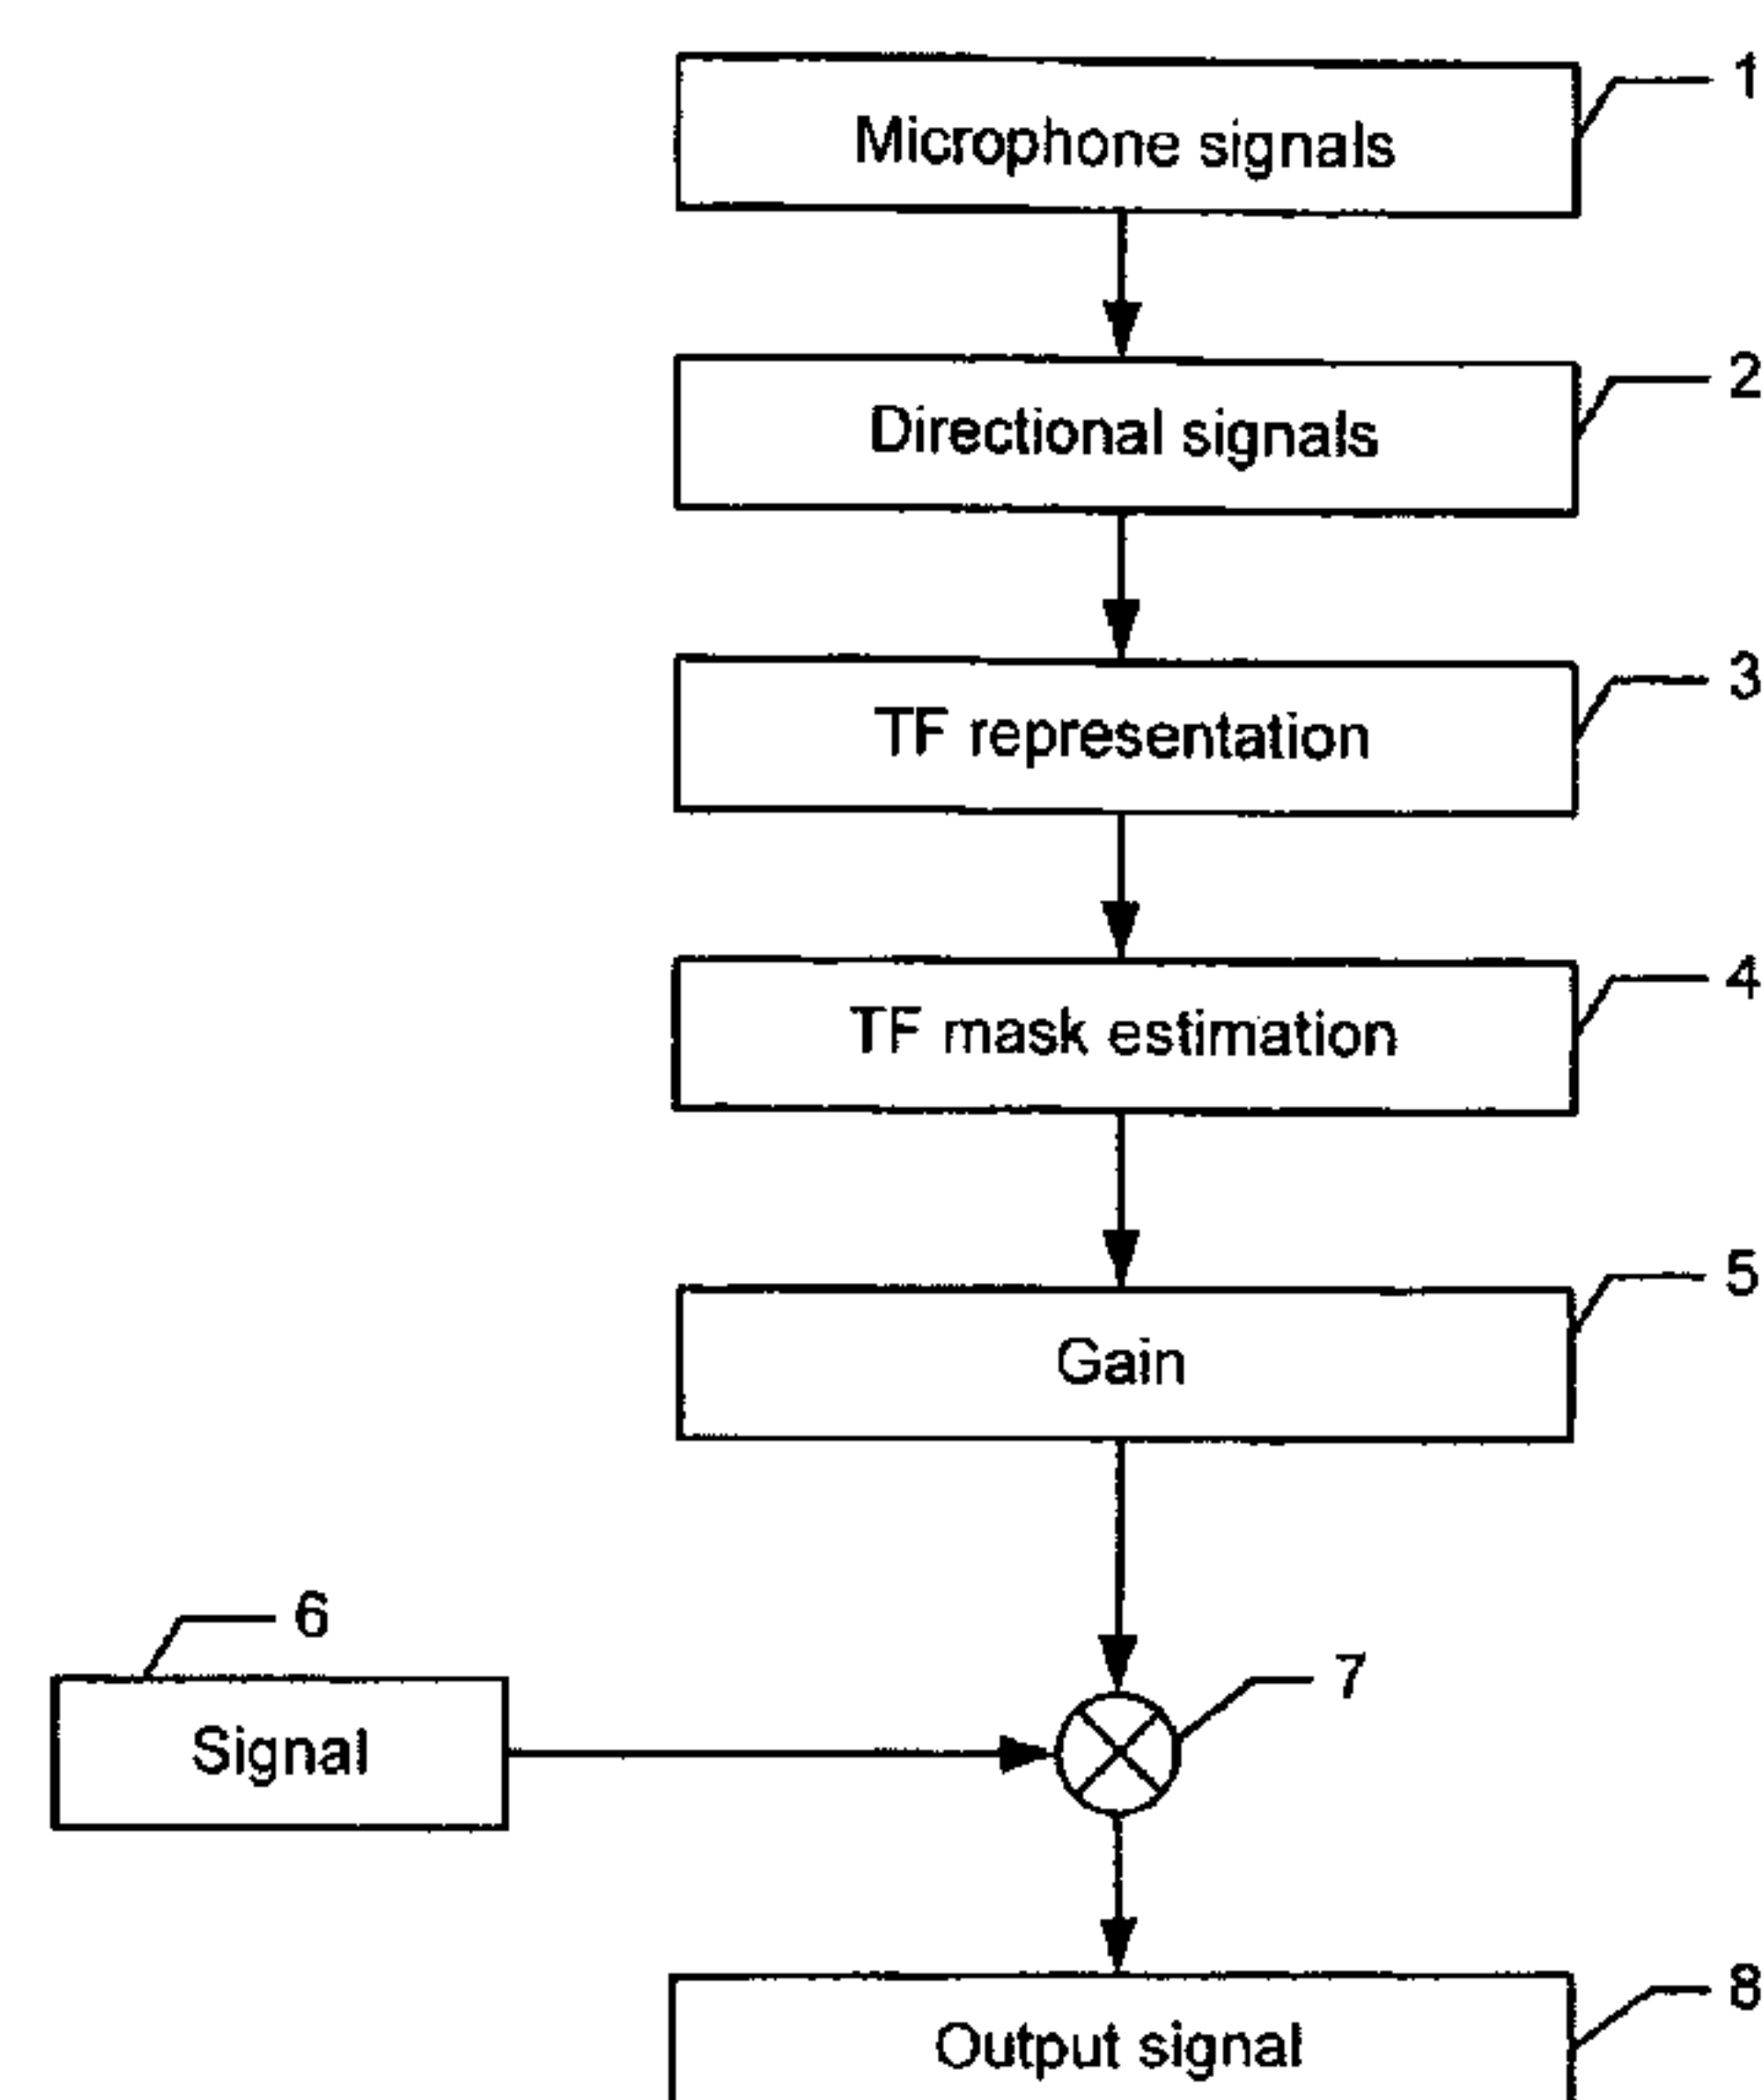 1
Microphone signals
2
Directional signals
3
TF representation
4
TF mask estimation
5
Gain
6
7
Signal
8
Output signal